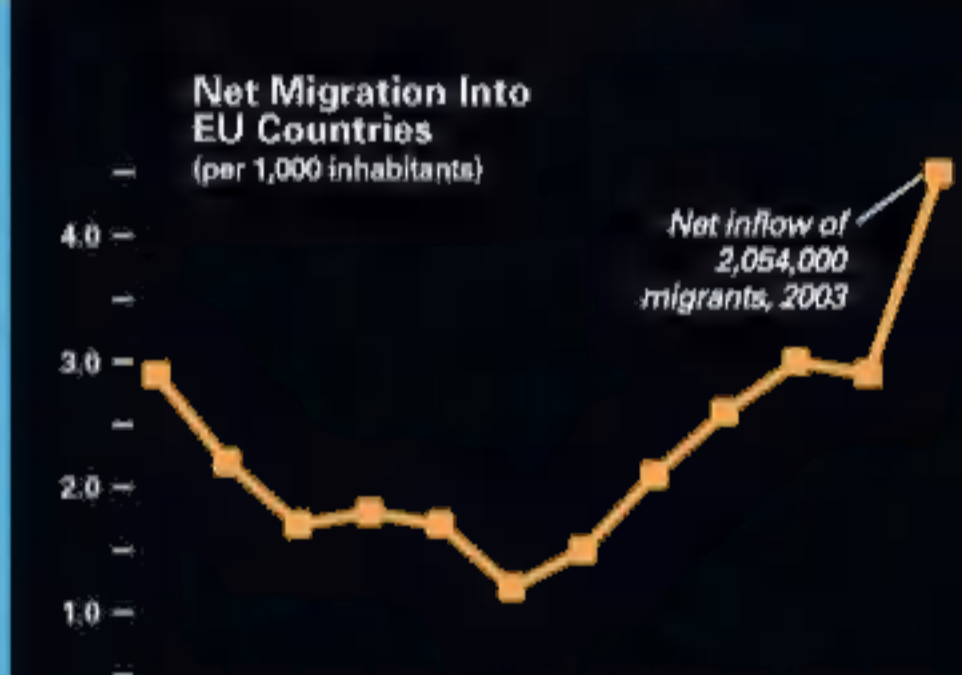 Net Migration Into
EU Countries
(per 1,000 inhabitants)
4.0
Net inflow of
2,054,000
migrants, 2003
3.0
2.0
1.0